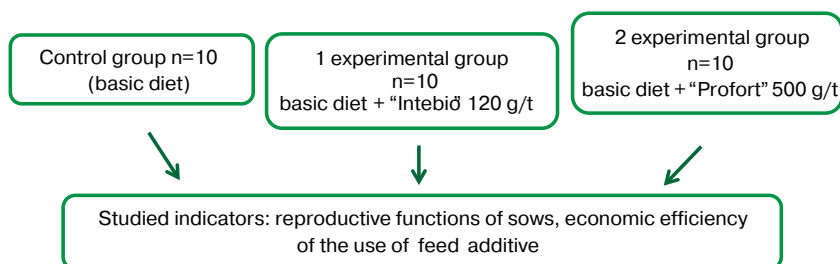 Control group n=10
(basic diet)
1 experimental group
n=10
basic diet + “Intebio” 120 g/t
2 experimental group
n=10
basic diet + “Profort” 500 g/t
Studied indicators: reproductive functions of sows, economic efficiency
of the use of feed additive